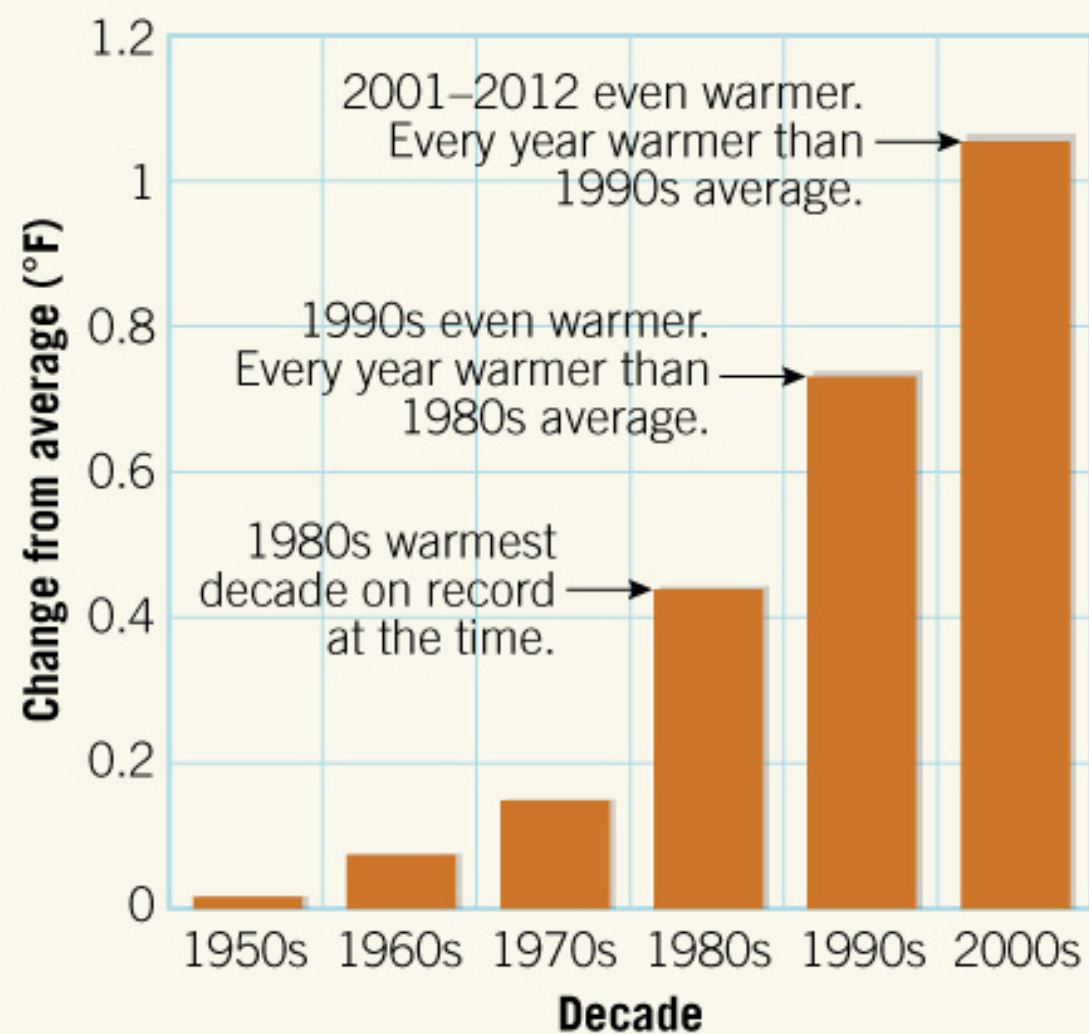 1.2
1
0.8
0.6
0.4
0.2
0
Change from average (°F)
2001–2012 even warmer.
Every year warmer than
1990s average.
1990s even warmer.
Every year warmer than
1980s average.
1980s warmest
decade on record
at the time.
1950s 1960s 1970s 1980s 1990s 2000s
Decade